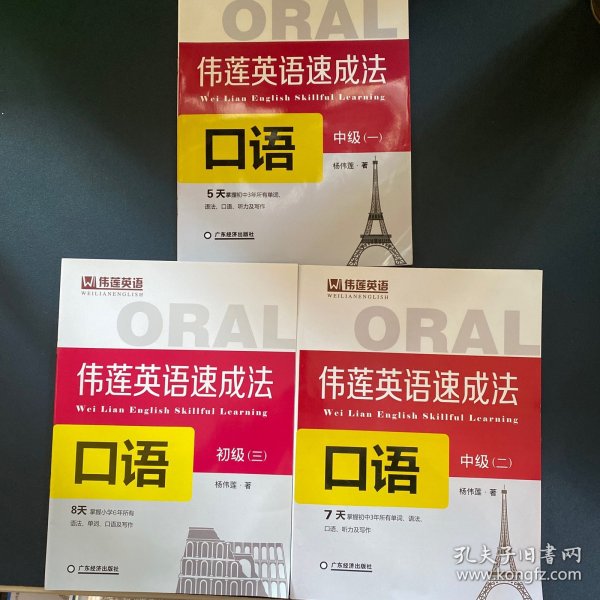 ORAL
伟莲英语速成法
Wei Lian English Skillful Learning
口语
中级(一)
杨伟莲·著
5天掌握初中3年所有单词、
语法、口语、听力及写作
广东经济出版社
伟莲英语
WEILIANENGLISH
ORAL
伟莲英语速成法
Wei Lian English Skillful Learning
口语
初级(三)
杨伟莲·著
8天掌握小学6年所有
语法、单词、口语及写作
广东经济出版社
伟莲英语
WEILIANENGLISH
ORAL
伟莲英语速成法
Wei Lian English Skillful Learning
口语
中级(二)
杨伟莲·著
7天掌握初中3年所有单词、语法、
口语、听力及写作
广东经济出版社
孔夫子旧书网
www.kongfz.com